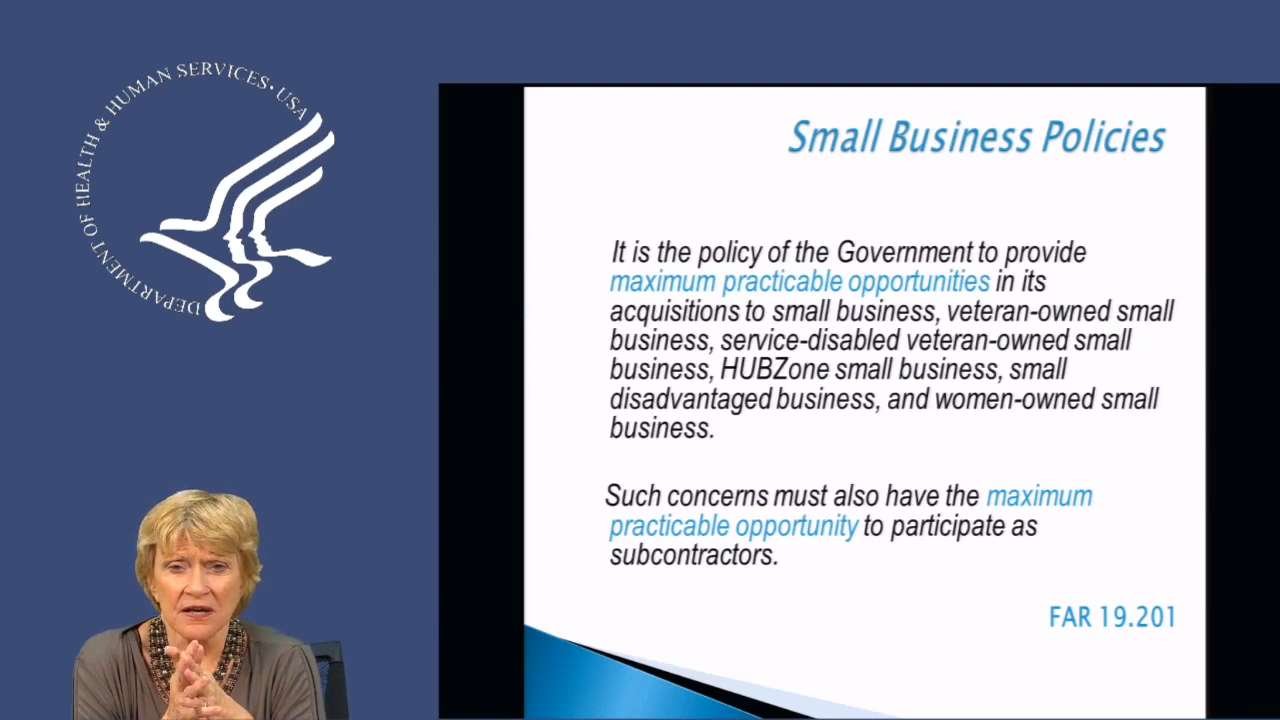 DEPARTMENT OF HEALTH & HUMAN SERVICES • USA
Small Business Policies
It is the policy of the Government to provide
maximum practicable opportunities in its
acquisitions to small business, veteran-owned small
business, service-disabled veteran-owned small
business, HUBZone small business, small
disadvantaged business, and women-owned small
business.
Such concerns must also have the maximum
practicable opportunity to participate as
subcontractors.
FAR 19.201